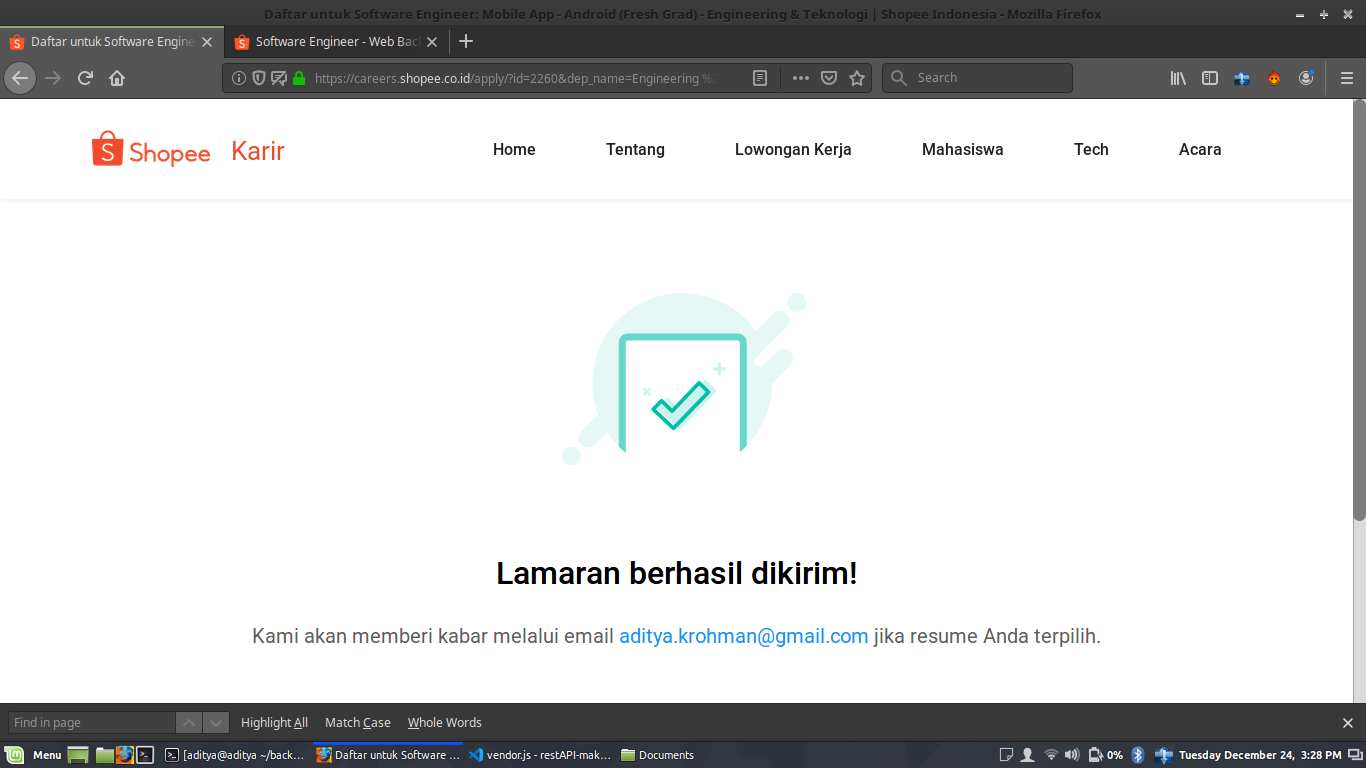 Daftar untuk Software Engineer: Mobile App - Android (Fresh Grad) - Engineering & Teknologi | Shopee Indonesia - Mozilla Firefox
Daftar untuk Software Engine
Software Engineer - Web Bac
https://careers.shopee.co.id/apply/?id=2260&dep_name=Engineering %
Search
Shopee Karir
Home
Tentang
Lowongan Kerja
Mahasiswa
Tech
Acara
Lamaran berhasil dikirim!
Kami akan memberi kabar melalui email aditya.krohman@gmail.com jika resume Anda terpilih.
Find in page
Highlight All
Match Case
Whole Words
Menu
[aditya@aditya ~/back...
Daftar untuk Software ...
vendor.js - restAPI-mak...
Documents
0%
Tuesday December 24, 3:28 PM